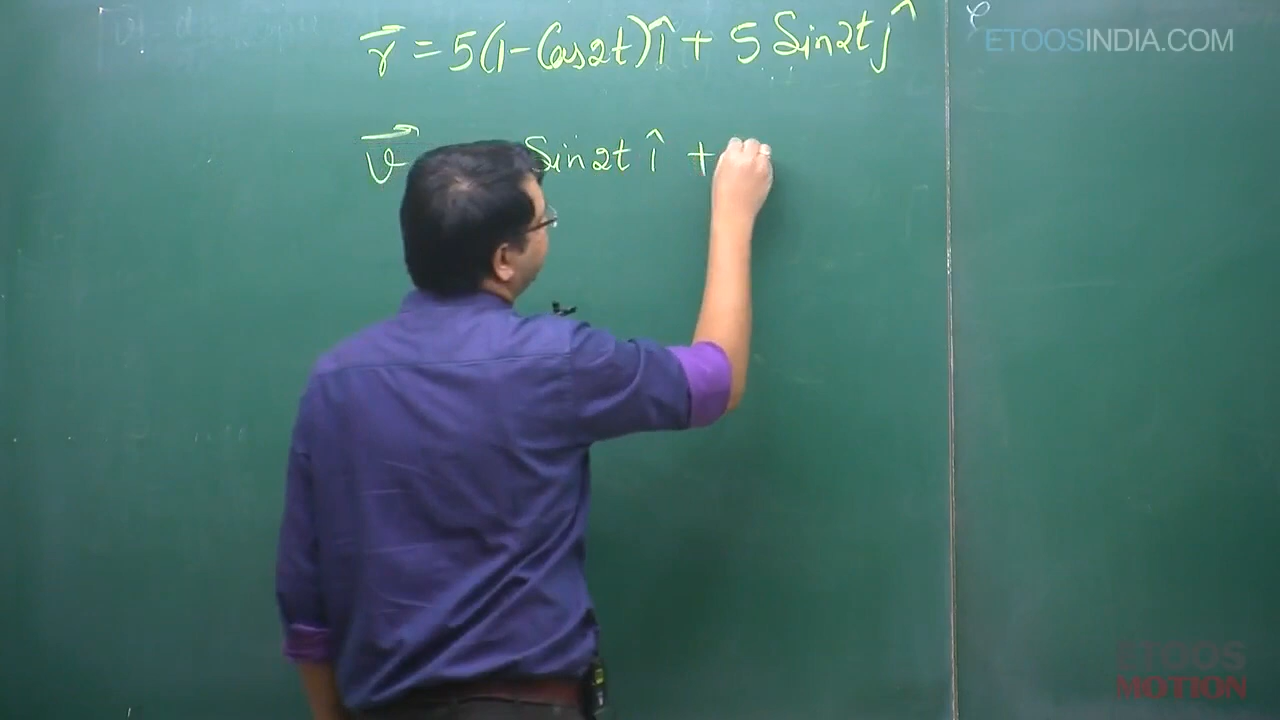 r⃗ = 5(1 - Cos2t)î + 5 Sin2t ĵ
ETOOSINDIA.COM
v⃗ Sin2t î +
ETOOS
MOTION